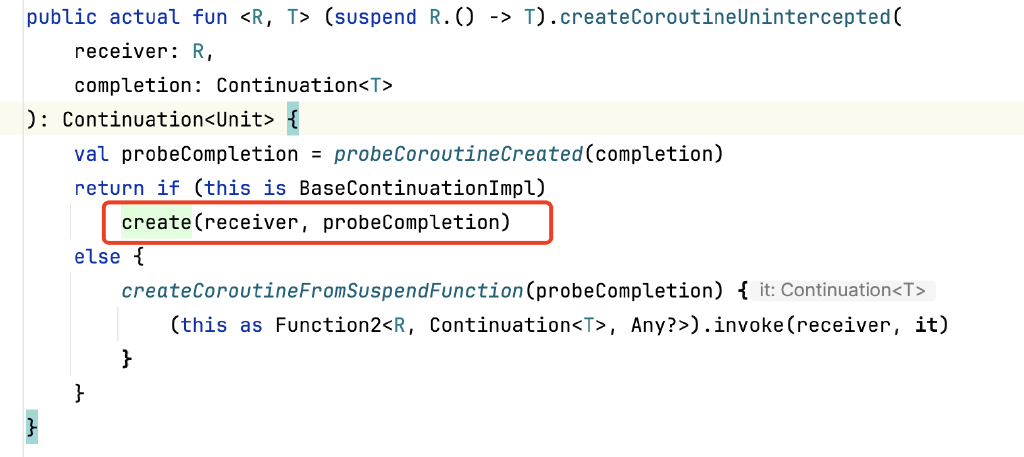 public actual fun <R, T> (suspend R.() -> T).createCoroutineUnintercepted(
    receiver: R,
    completion: Continuation<T>
): Continuation<Unit> {
    val probeCompletion = probeCoroutineCreated(completion)
    return if (this is BaseContinuationImpl)
        create(receiver, probeCompletion)
    else {
        createCoroutineFromSuspendFunction(probeCompletion) { it: Continuation<T>
            (this as Function2<R, Continuation<T>, Any?>).invoke(receiver, it)
        }
    }
}